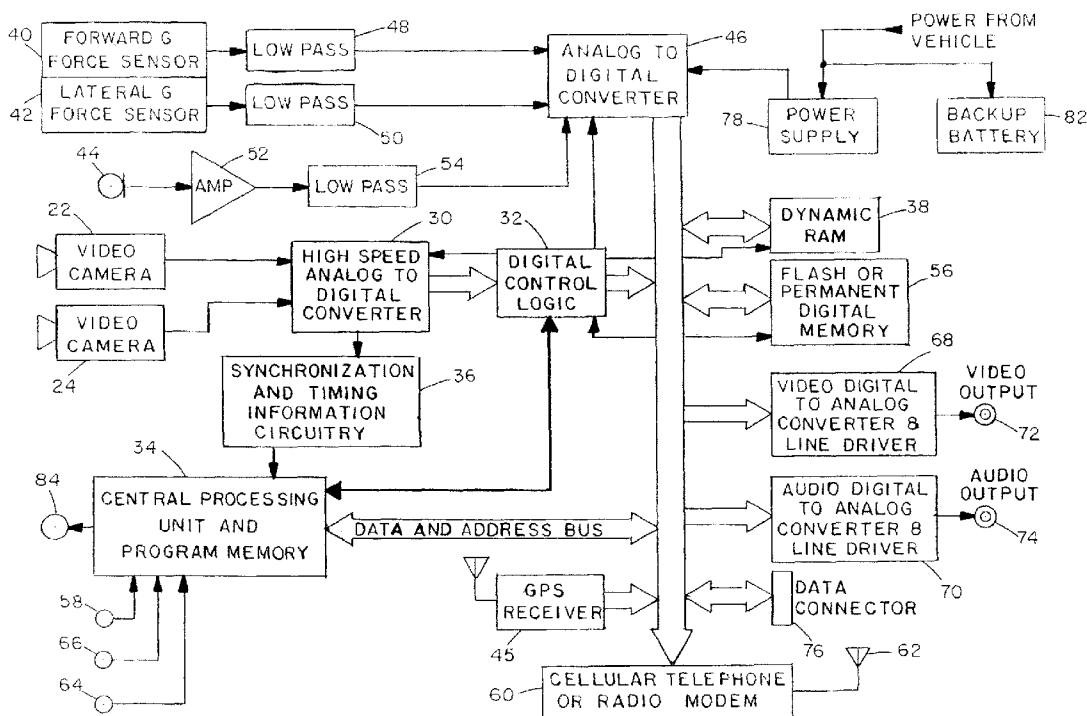 40
FORWARD G
FORCE SENSOR
LOW PASS
48
ANALOG TO
DIGITAL
CONVERTER
46
POWER FROM
VEHICLE
42
LATERAL G
FORCE SENSOR
LOW PASS
50
78
POWER
SUPPLY
BACKUP
BATTERY
82
44
52
AMP
54
LOW PASS
22
VIDEO
CAMERA
30
HIGH SPEED
ANALOG TO
DIGITAL
CONVERTER
32
DIGITAL
CONTROL
LOGIC
DYNAMIC
RAM
38
FLASH OR
PERMANENT
DIGITAL
MEMORY
56
VIDEO
CAMERA
24
SYNCHRONIZATION
AND TIMING
INFORMATION
CIRCUITRY
36
68
VIDEO DIGITAL
TO ANALOG
CONVERTER &
LINE DRIVER
VIDEO
OUTPUT
72
34
84
CENTRAL PROCESSING
UNIT AND
PROGRAM MEMORY
DATA AND ADDRESS BUS
AUDIO DIGITAL
TO ANALOG
CONVERTER &
LINE DRIVER
70
AUDIO
OUTPUT
74
58
66
64
GPS
RECEIVER
45
DATA
CONNECTOR
76
60
CELLULAR TELEPHONE
OR RADIO MODEM
62